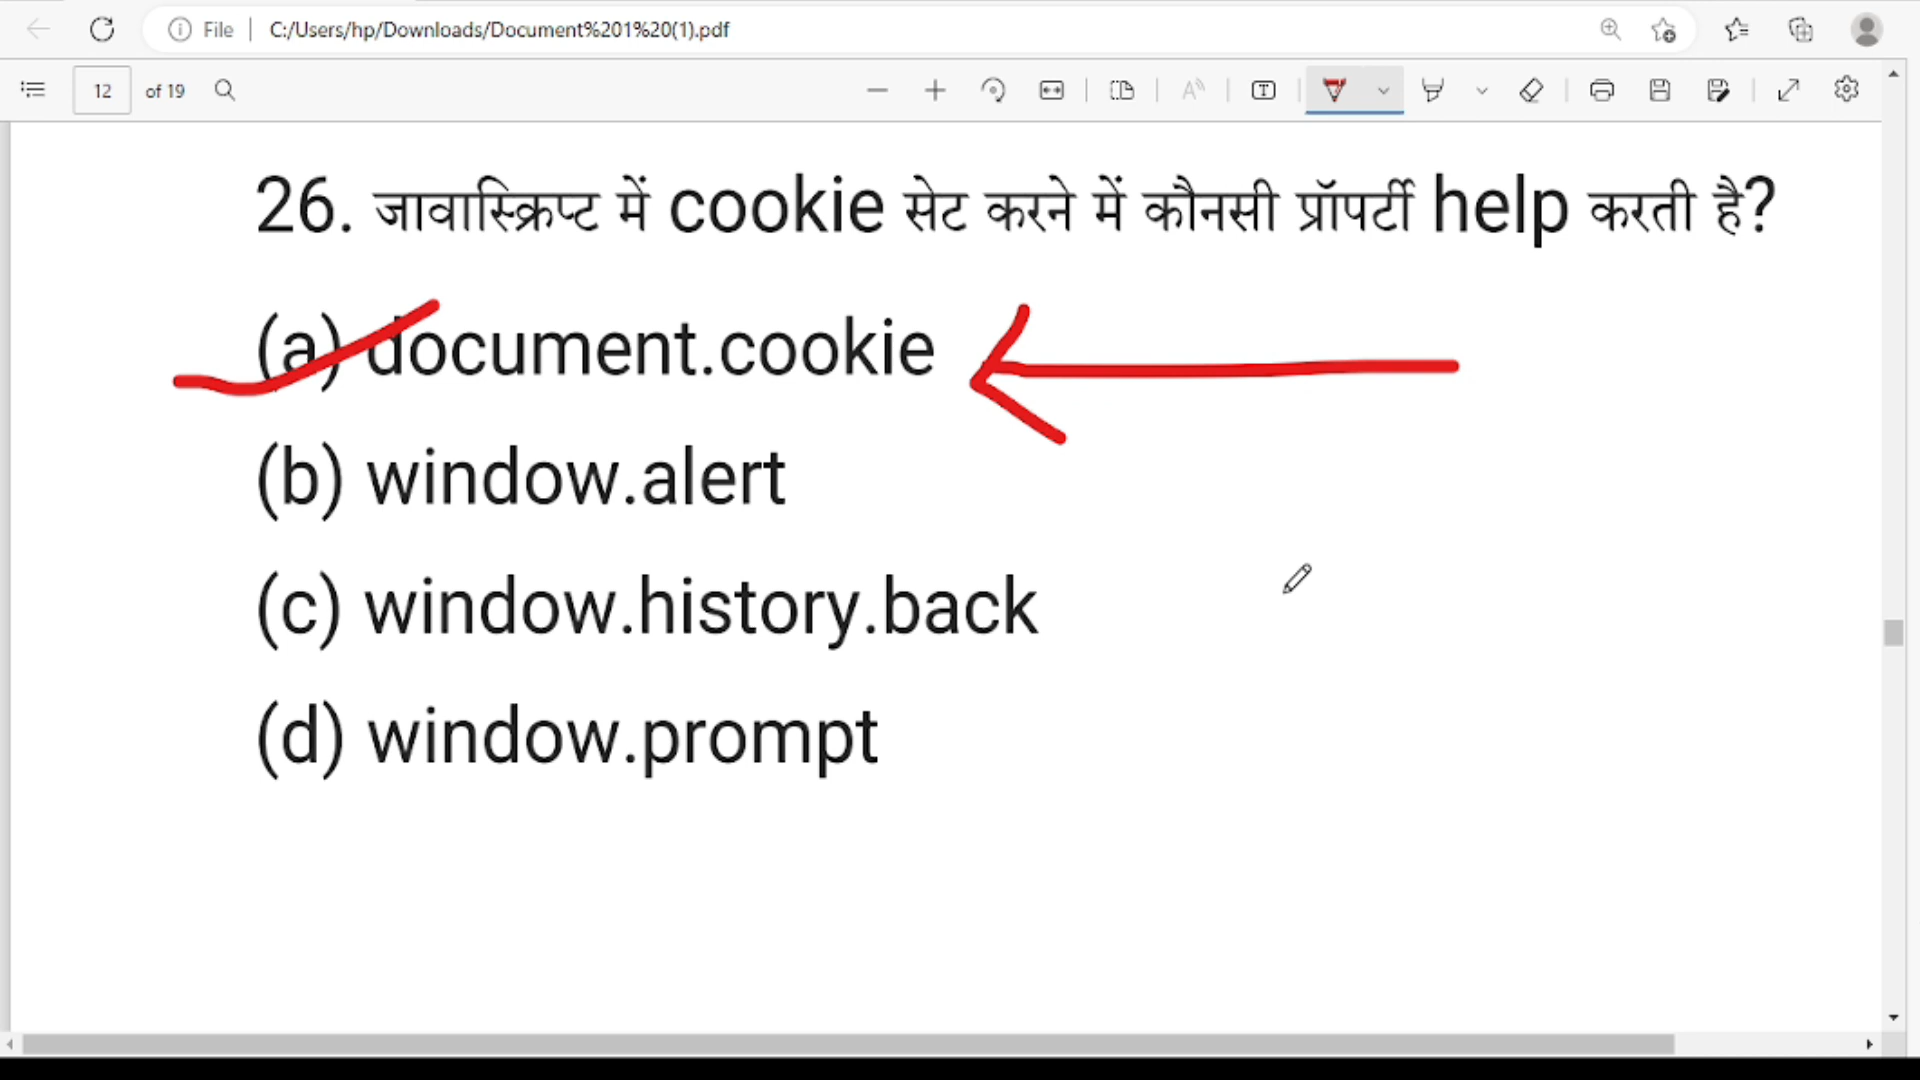 File C:/Users/hp/Downloads/Document%201%20(1).pdf
12 of 19
26. जावास्क्रिप्ट में cookie सेट करने में कौनसी प्रॉपर्टी help करती है?
(a) document.cookie
(b) window.alert
(c) window.history.back
(d) window.prompt